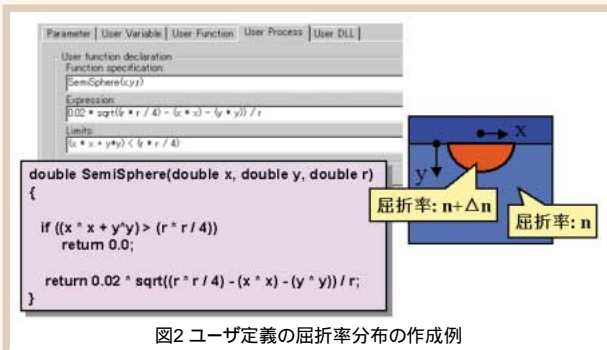 Parameter | User Variable | User Function | User Process | User DLL |
User function declaration
Function specification:
SemiSphere(x,y,r)
Expression:
0.02 * sqrt((r * r / 4) - (x * x) - (y * y)) / r
Limits:
(x * x + y*y) < (r * r / 4)
double SemiSphere(double x, double y, double r)
{
if ((x * x + y*y) > (r * r / 4))
return 0.0;
return 0.02 * sqrt((r * r / 4) - (x * x) - (y * y)) / r;
}
x
y
屈折率: n+Δn
屈折率: n
図2 ユーザ定義の屈折率分布の作成例